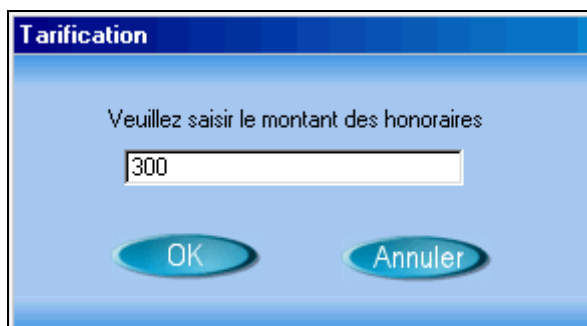 Tarification
Veuillez saisir le montant des honoraires
300
OK Annuler